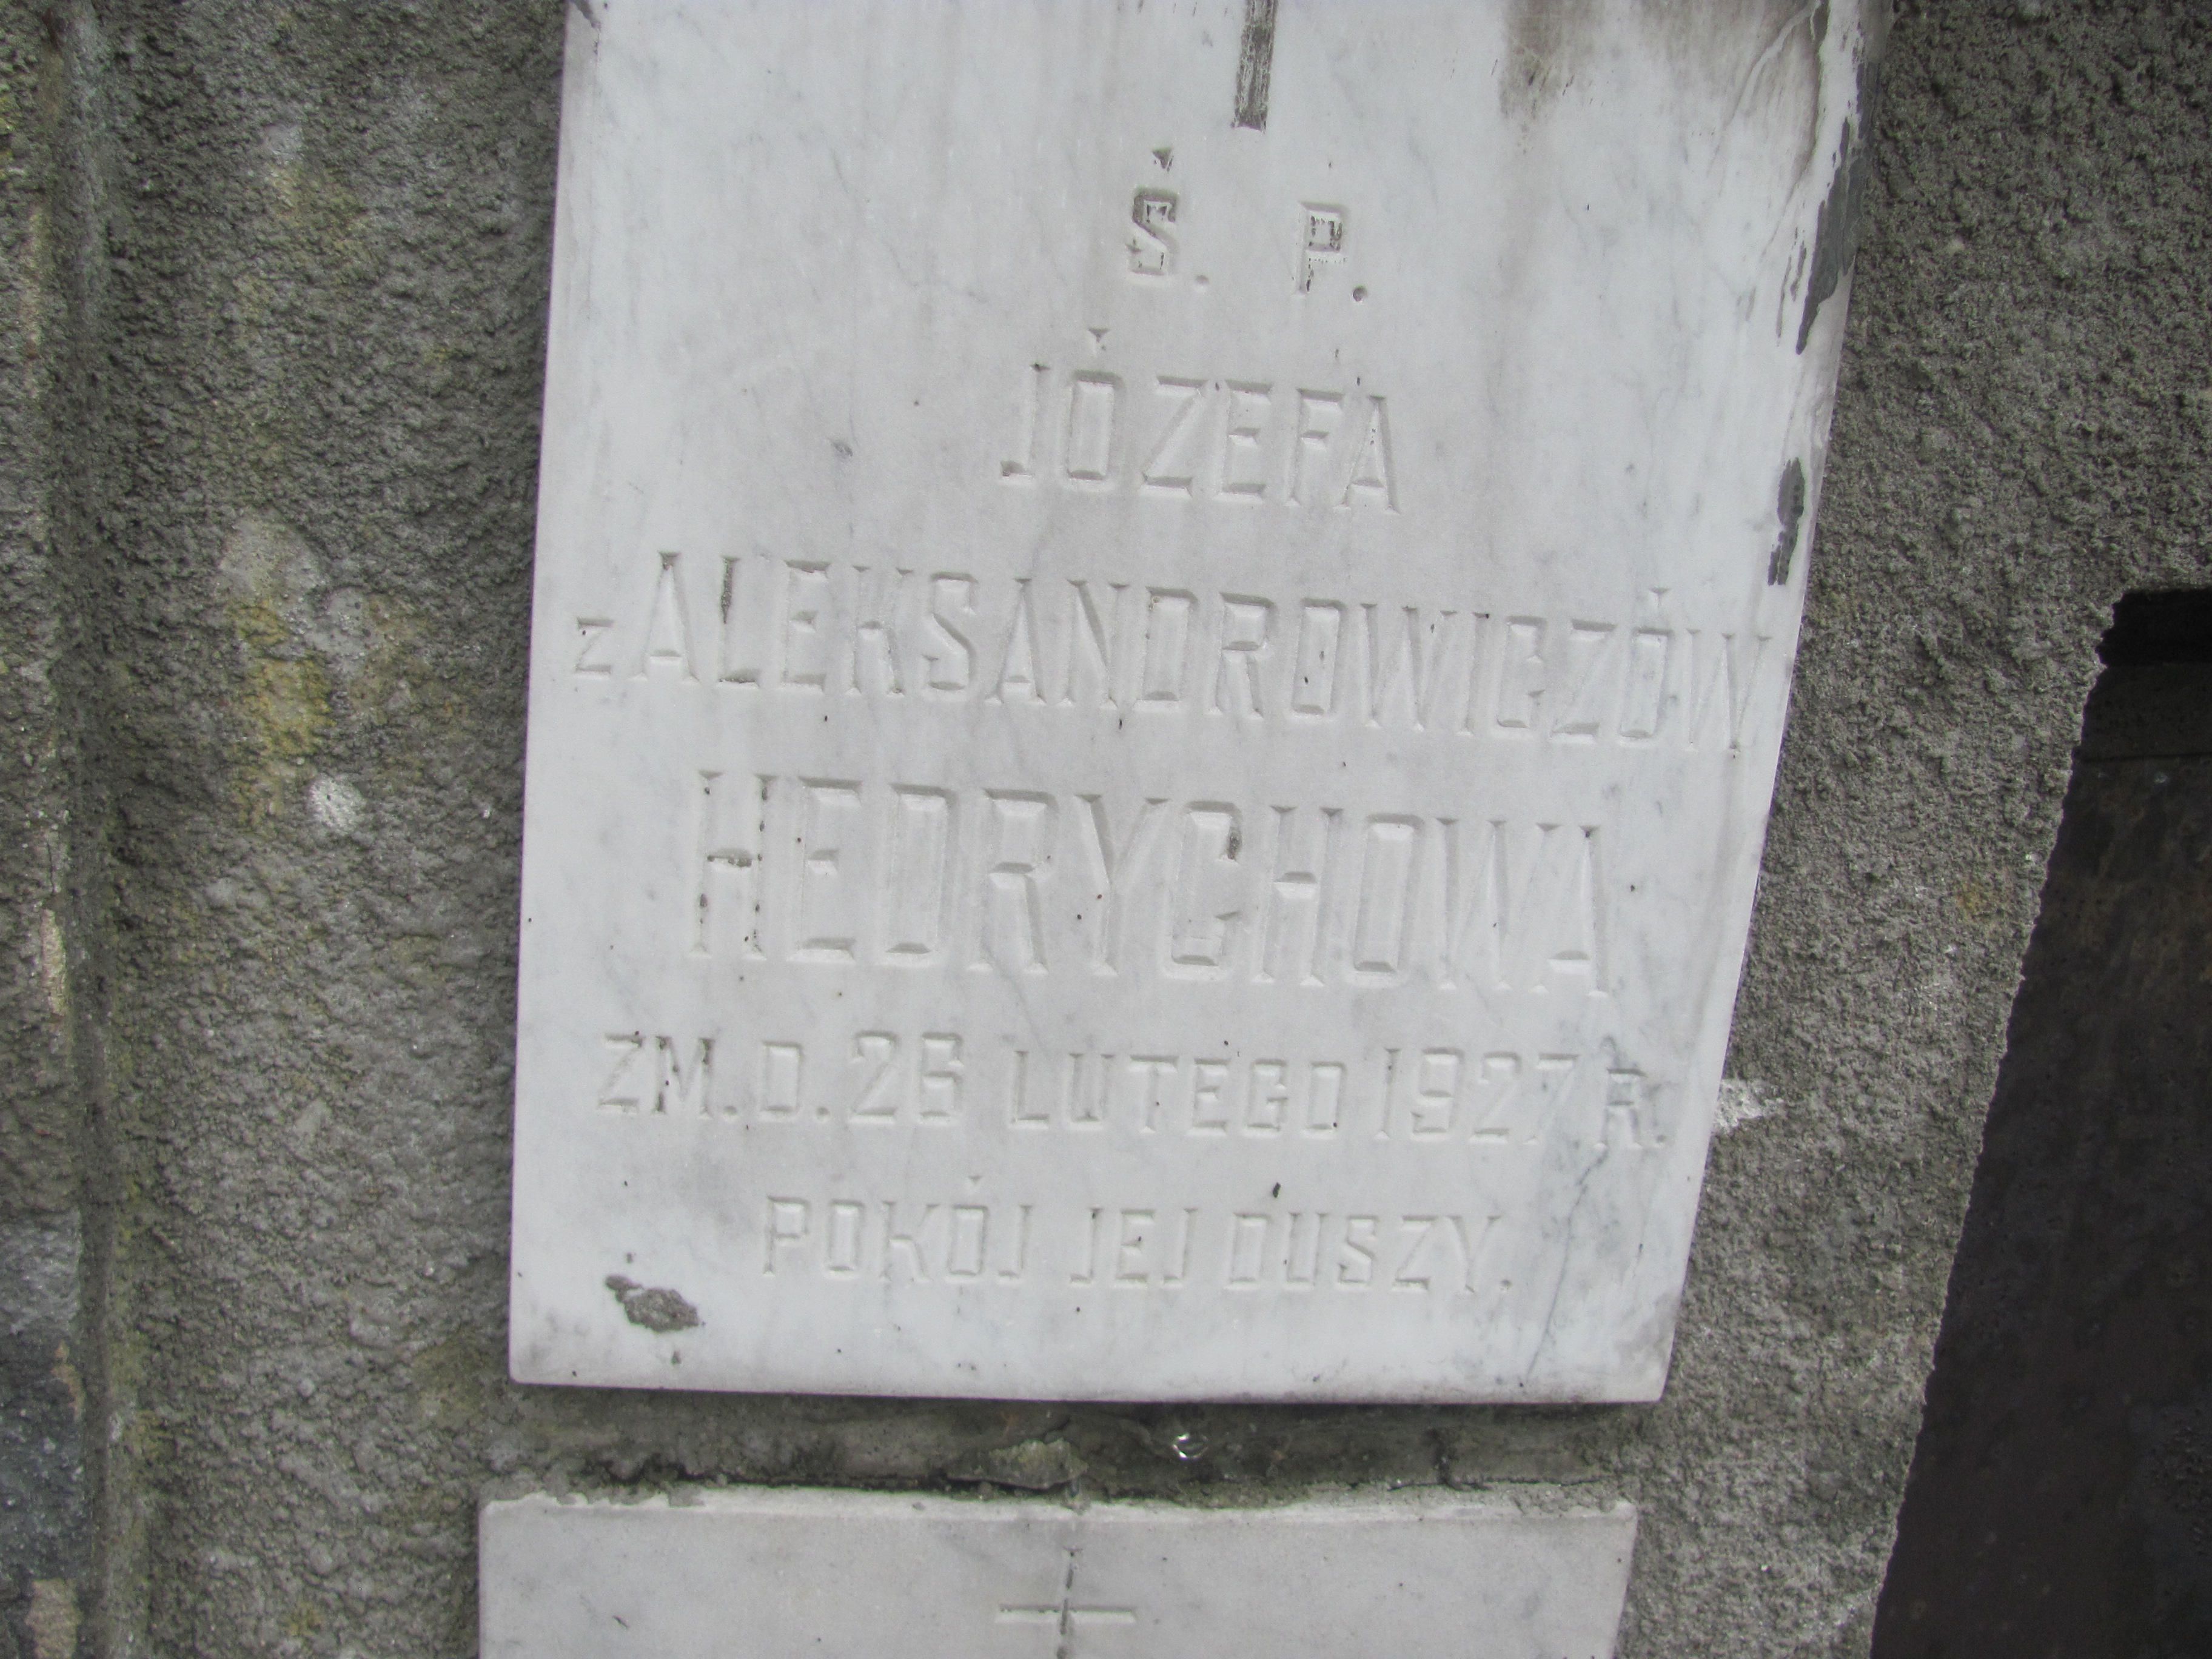 Ś. P.
JÓZEFA
z ALEKSANDROWICZÓW
HEDRYCHOWA
ZM. D. 26 LUTEGO 1927 R.
POKÓJ JEJ DUSZY.